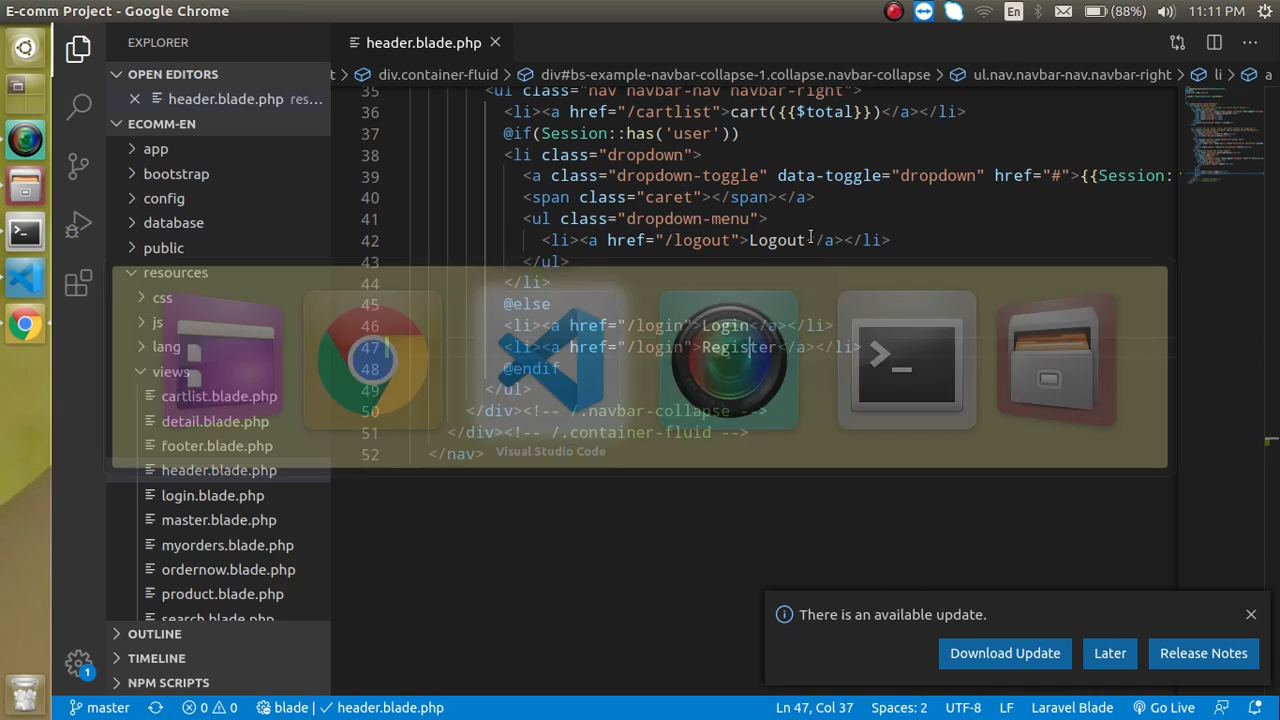 E-comm Project - Google Chrome
En
(88%)
11:11 PM
EXPLORER
OPEN EDITORS
header.blade.php res...
ECOMM-EN
app
bootstrap
config
database
public
resources
css
js
lang
views
cartlist.blade.php
detail.blade.php
footer.blade.php
header.blade.php
login.blade.php
master.blade.php
myorders.blade.php
ordernow.blade.php
product.blade.php
search.blade.php
OUTLINE
TIMELINE
NPM SCRIPTS
header.blade.php
div.container-fluid
div#bs-example-navbar-collapse-1.collapse.navbar-collapse
ul.nav.navbar-nav.navbar-right
li
a
35 <ul class="nav navbar-nav navbar-right">
36 <li><a href="/cartlist">cart({{$total}})</a></li>
37 @if(Session::has('user'))
38 <li class="dropdown">
39 <a class="dropdown-toggle" data-toggle="dropdown" href="#">{{Session:
40 <span class="caret"></span></a>
41 <ul class="dropdown-menu">
42 <li><a href="/logout">Logout</a></li>
43 </ul>
44 </li>
45 @else
46 <li><a href="/login">Login</a></li>
47 <li><a href="/login">Register</a></li>
48 @endif
49 </ul>
50 </div><!-- /.navbar-collapse -->
51 </div><!-- /.container-fluid -->
52 </nav>
Visual Studio Code
There is an available update.
Download Update
Later
Release Notes
1
master
0 0
blade
header.blade.php
Ln 47, Col 37
Spaces: 2
UTF-8
LF
Laravel Blade
Go Live